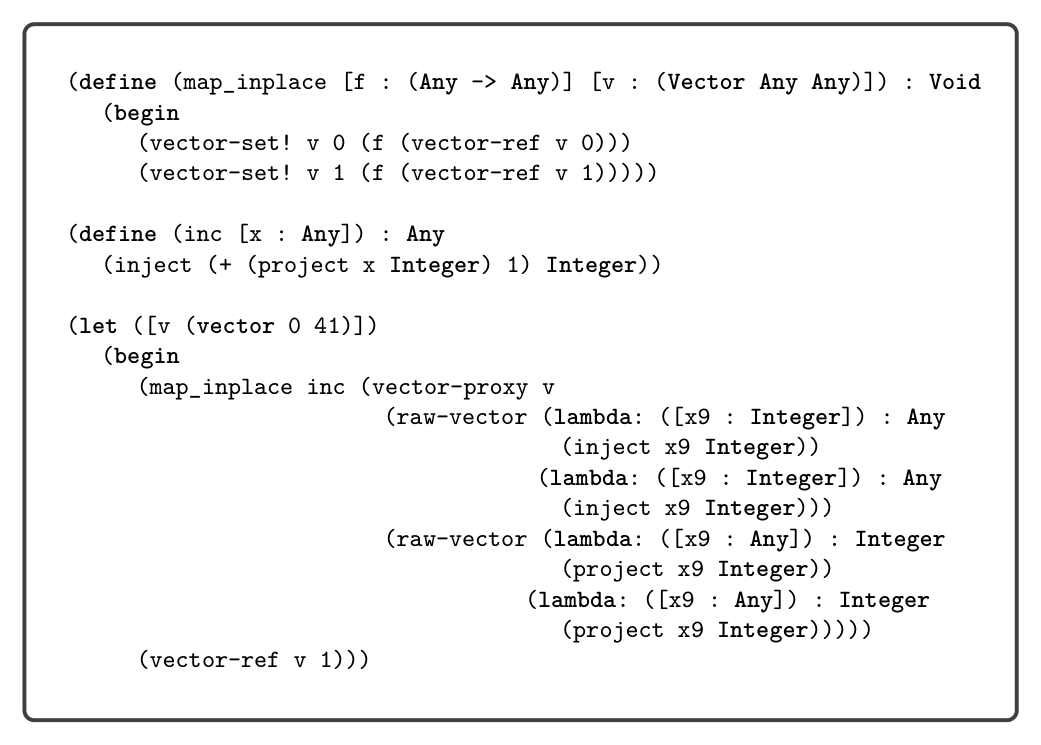 (define (map_inplace [f : (Any -> Any)] [v : (Vector Any Any)]) : Void
(begin
(vector-set! v 0 (f (vector-ref v 0)))
(vector-set! v 1 (f (vector-ref v 1)))))
(define (inc [x : Any]) : Any
(inject (+ (project x Integer) 1) Integer))
(let ([v (vector 0 41)])
(begin
(map_inplace inc (vector-proxy v
(raw-vector (lambda: ([x9 : Integer]) : Any
(inject x9 Integer))
(lambda: ([x9 : Integer]) : Any
(inject x9 Integer)))
(raw-vector (lambda: ([x9 : Any]) : Integer
(project x9 Integer))
(lambda: ([x9 : Any]) : Integer
(project x9 Integer)))))
(vector-ref v 1)))